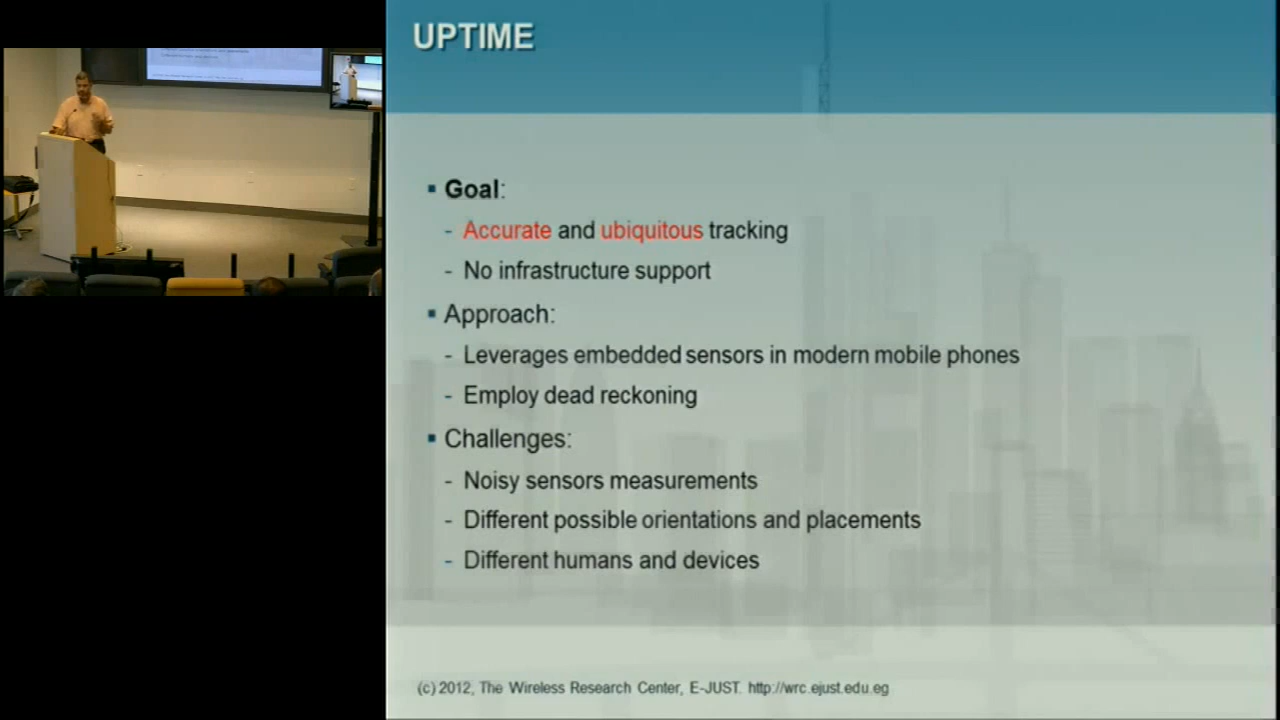 UPTIME
▪ Goal:
- Accurate and ubiquitous tracking
- No infrastructure support
▪ Approach:
- Leverages embedded sensors in modern mobile phones
- Employ dead reckoning
▪ Challenges:
- Noisy sensors measurements
- Different possible orientations and placements
- Different humans and devices
(c) 2012, The Wireless Research Center, E-JUST. http://wrc.ejust.edu.eg